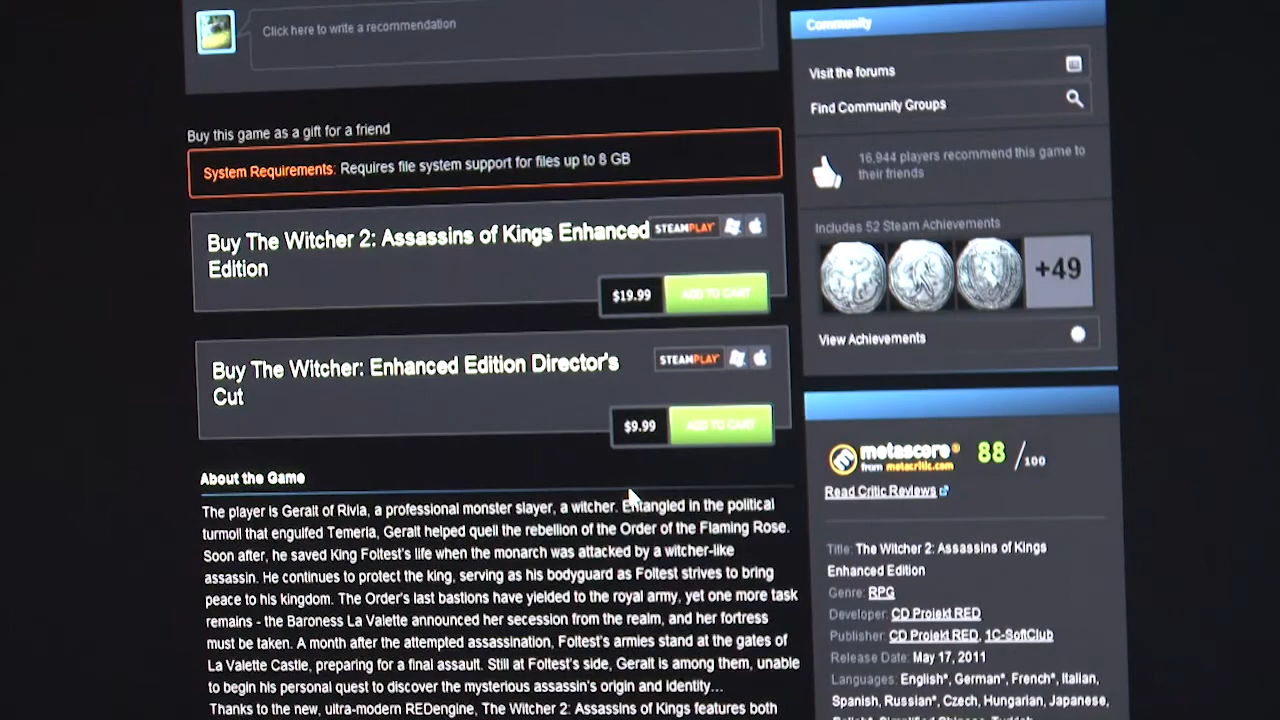 Click here to write a recommendation
Buy this game as a gift for a friend
System Requirements: Requires file system support for files up to 8 GB
Buy The Witcher 2: Assassins of Kings Enhanced
Edition
STEAMPLAY
$19.99
ADD TO CART
Buy The Witcher: Enhanced Edition Director's
Cut
STEAMPLAY
$9.99
ADD TO CART
About the Game
The player is Geralt of Rivia, a professional monster slayer, a witcher. Entangled in the political
turmoil that engulfed Temeria, Geralt helped quell the rebellion of the Order of the Flaming Rose.
Soon after, he saved King Foltest's life when the monarch was attacked by a witcher-like
assassin. He continues to protect the king, serving as his bodyguard as Foltest strives to bring
peace to his kingdom. The Order's last bastions have yielded to the royal army, yet one more task
remains - the Baroness La Valette announced her secession from the realm, and her fortress
must be taken. A month after the attempted assassination, Foltest's armies stand at the gates of
La Valette Castle, preparing for a final assault. Still at Foltest's side, Geralt is among them, unable
to begin his personal quest to discover the mysterious assassin's origin and identity...
Thanks to the new, ultra-modern REDengine, The Witcher 2: Assassins of Kings features both
Community
Visit the forums
Find Community Groups
16,944 players recommend this game to
their friends
Includes 52 Steam Achievements
+49
View Achievements
metascore
from metacritic.com
88 /100
Read Critic Reviews
Title: The Witcher 2: Assassins of Kings
Enhanced Edition
Genre: RPG
Developer: CD Projekt RED
Publisher: CD Projekt RED, 1C-SoftClub
Release Date: May 17, 2011
Languages: English*, German*, French*, Italian,
Spanish, Russian*, Czech, Hungarian, Japanese,